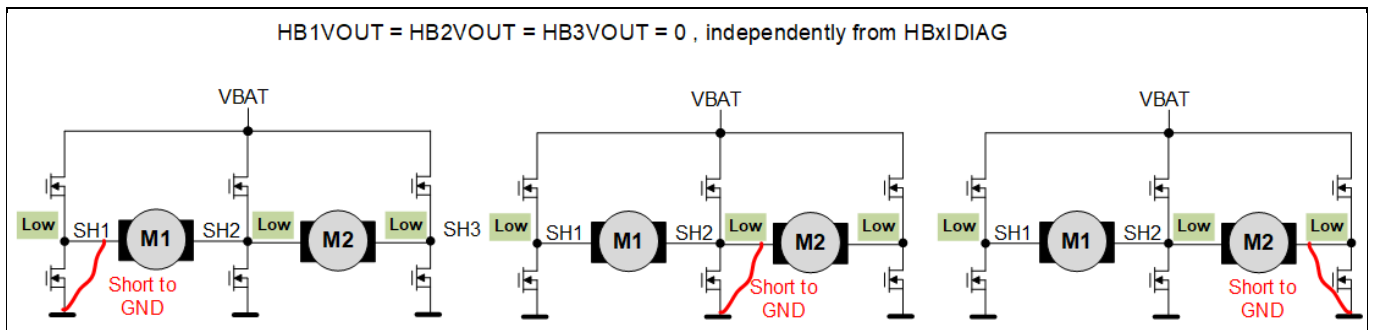 HB1VOUT = HB2VOUT = HB3VOUT = 0 , independently from HBxIDIAG
VBAT
Low
SH1
M1
SH2
Low
M2
Low
SH3
Short to
GND
VBAT
Low
SH1
M1
SH2
Low
M2
Low
Short to
GND
VBAT
Low
SH1
M1
SH2
Low
M2
Low
Short to
GND